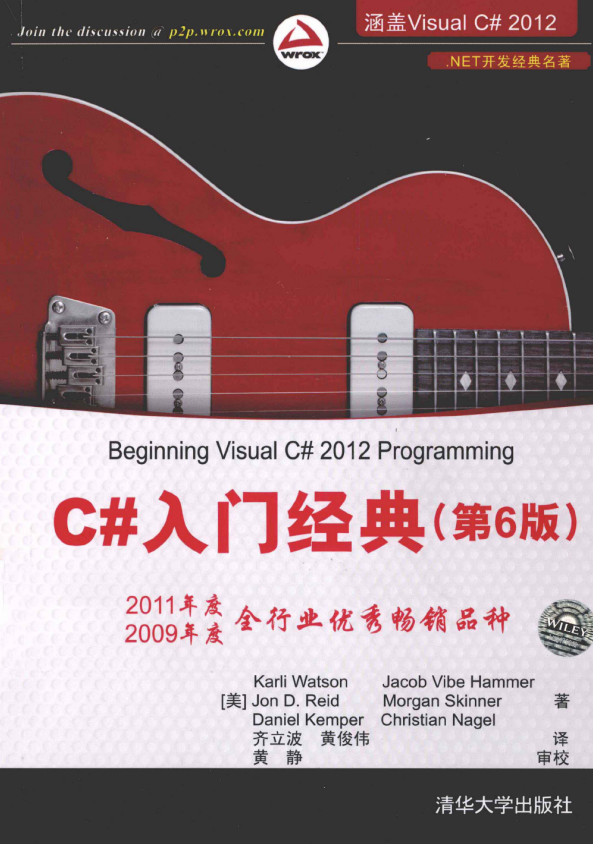 Join the discussion @ p2p.wrox.com
wrox
涵盖Visual C# 2012
.NET开发经典名著
Beginning Visual C# 2012 Programming
C#入门经典(第6版)
2011年度
2009年度
全行业优秀畅销品种
WILEY
Karli Watson Jacob Vibe Hammer
[美] Jon D. Reid Morgan Skinner 著
Daniel Kemper Christian Nagel
齐立波 黄俊伟 译
黄 静 审校
清华大学出版社